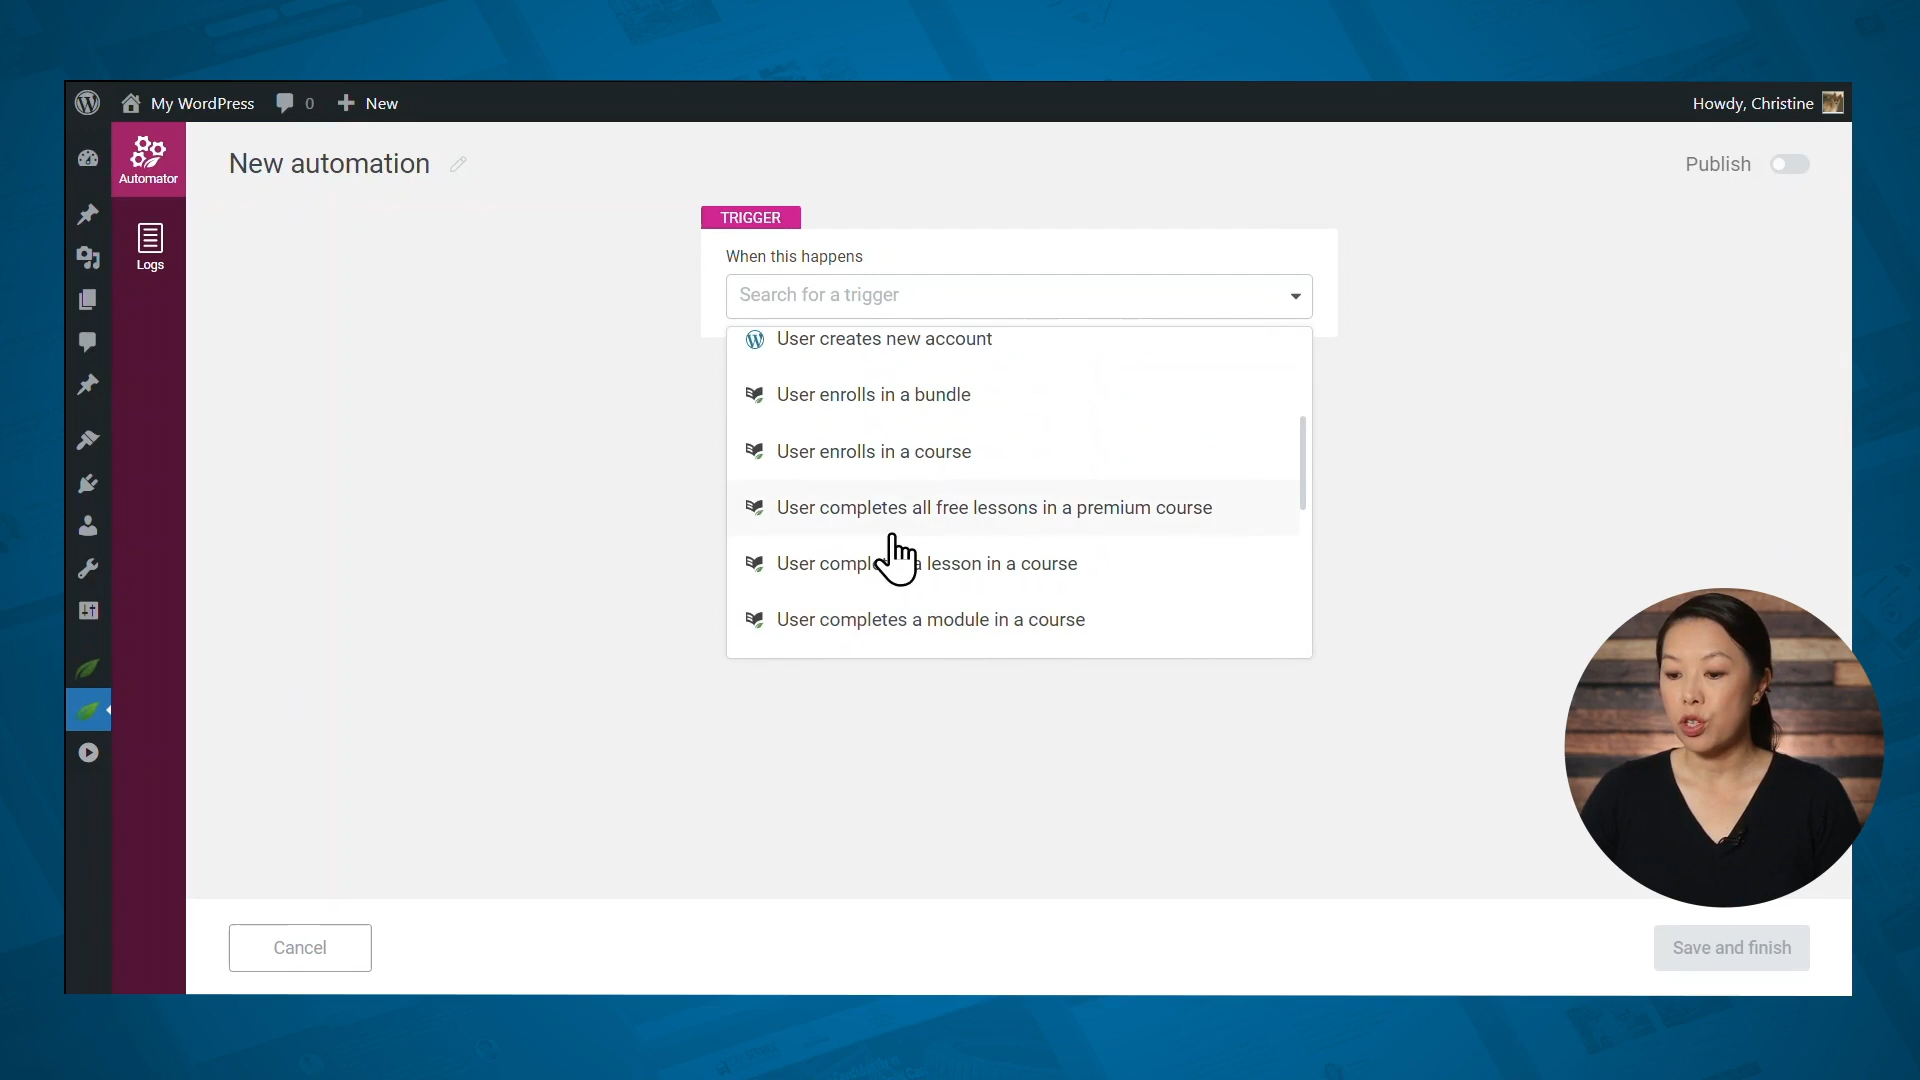 My WordPress 0 New
Howdy, Christine
Automator
Logs
New automation
Publish
TRIGGER
When this happens
Search for a trigger
User creates new account
User enrolls in a bundle
User enrolls in a course
User completes all free lessons in a premium course
User a lesson in a course
User completes a module in a course
Cancel
Save and finish